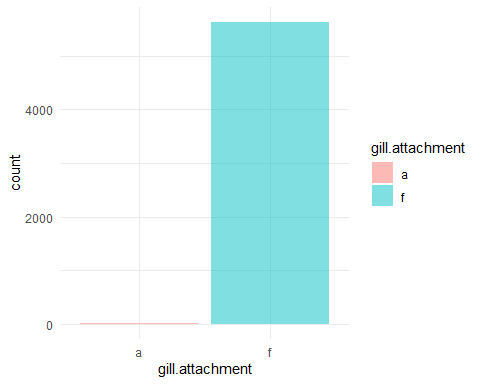 count
4000
2000
0
a
f
gill.attachment
gill.attachment
a
f